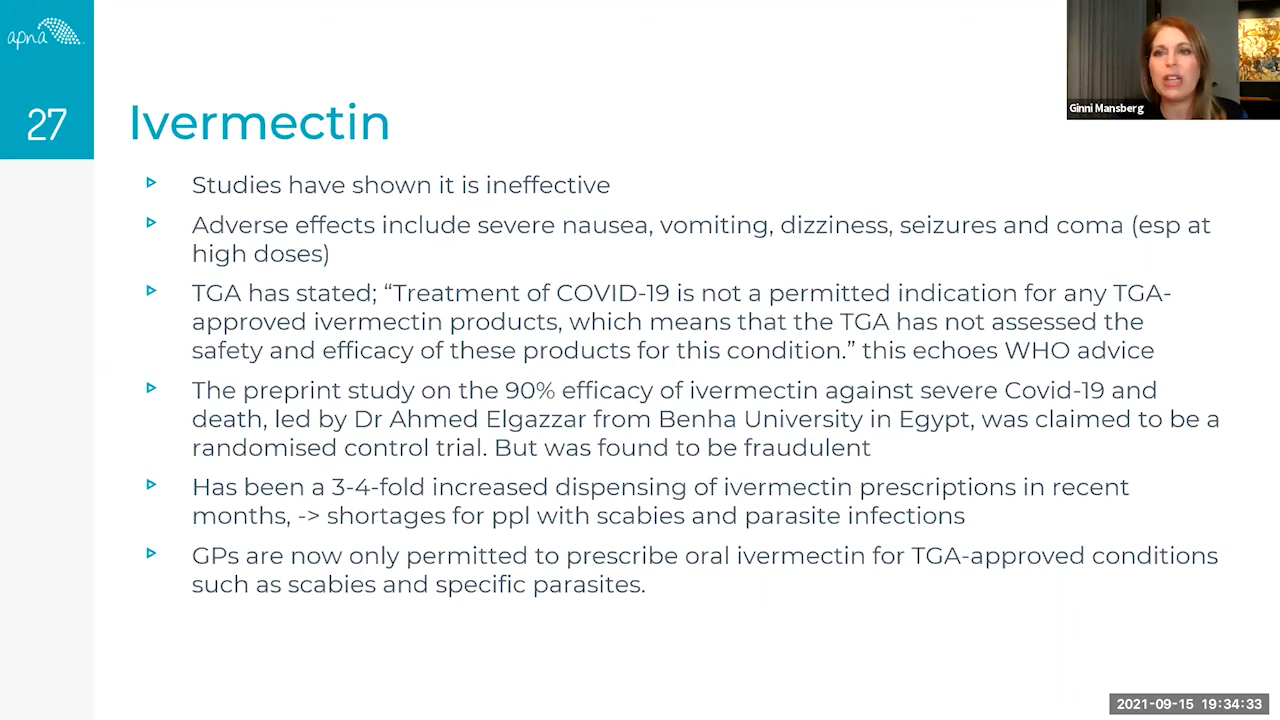 apna
27
Ginni Mansberg
Ivermectin
Studies have shown it is ineffective
Adverse effects include severe nausea, vomiting, dizziness, seizures and coma (esp at
high doses)
TGA has stated; “Treatment of COVID-19 is not a permitted indication for any TGA-
approved ivermectin products, which means that the TGA has not assessed the
safety and efficacy of these products for this condition.” this echoes WHO advice
The preprint study on the 90% efficacy of ivermectin against severe Covid-19 and
death, led by Dr Ahmed Elgazzar from Benha University in Egypt, was claimed to be a
randomised control trial. But was found to be fraudulent
Has been a 3-4-fold increased dispensing of ivermectin prescriptions in recent
months, -> shortages for ppl with scabies and parasite infections
GPs are now only permitted to prescribe oral ivermectin for TGA-approved conditions
such as scabies and specific parasites.
2021-09-15 19:34:33